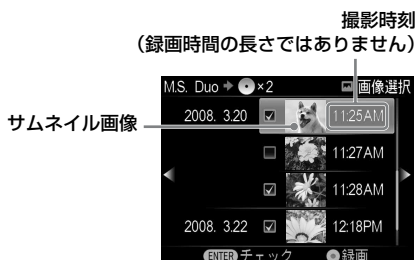 撮影時刻
（録画時間の長さではありません）
M.S. Duo ×2 画像選択
サムネイル画像
2008. 3.20 11:25AM
11:27AM
11:28AM
2008. 3.22 12:18PM
ENTER チェック 録画